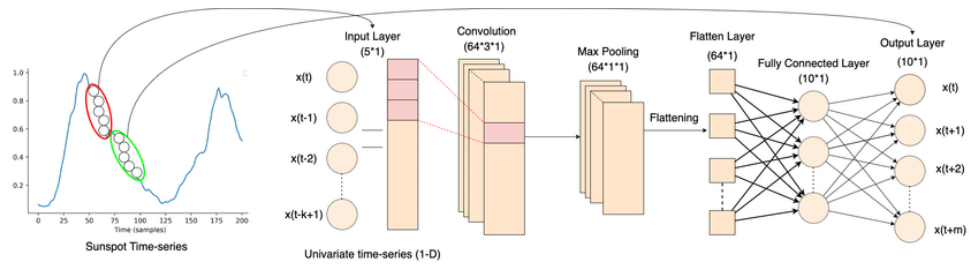 Input Layer
(5*1)
Convolution
(64*3*1)
Max Pooling
(64*1*1)
Flatten Layer
(64*1)
Fully Connected Layer
(10*1)
Output Layer
(10*1)
1.0
0.8
0.6
0.4
0.2
0
25
50
75
100
125
150
175
200
Time (samples)
Sunspot Time-series
x(t)
x(t-1)
x(t-2)
x(t-k+1)
Univariate time-series (1-D)
Flattening
x(t)
x(t+1)
x(t+2)
x(t+m)